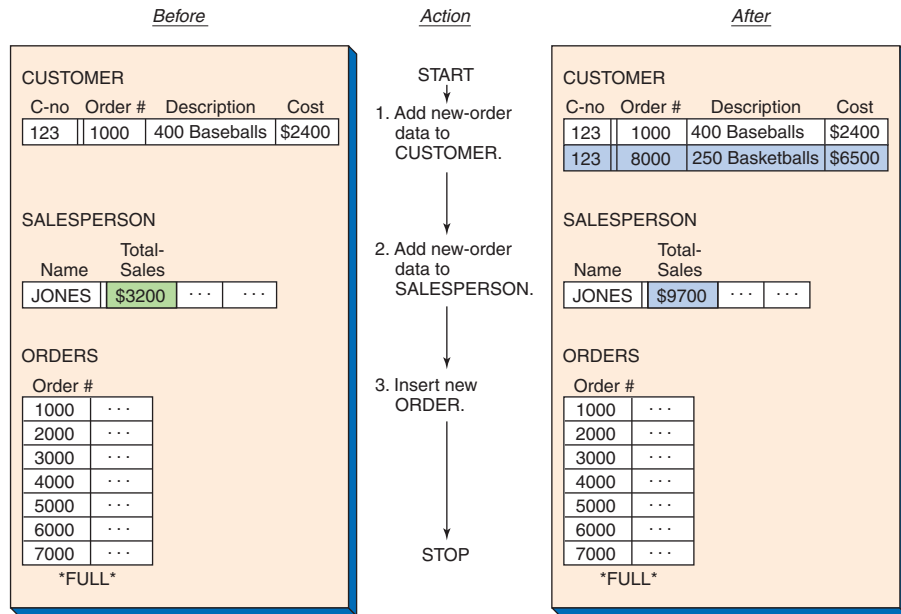 Before
Action
After
CUSTOMER
C-no Order # Description Cost
123 1000 400 Baseballs $2400
SALESPERSON
Total-
Name Sales
JONES $3200 ··· ···
ORDERS
Order #
1000 ···
2000 ···
3000 ···
4000 ···
5000 ···
6000 ···
7000 ···
*FULL*
START
1. Add new-order
data to
CUSTOMER.
2. Add new-order
data to
SALESPERSON.
3. Insert new
ORDER.
STOP
CUSTOMER
C-no Order # Description Cost
123 1000 400 Baseballs $2400
123 8000 250 Basketballs $6500
SALESPERSON
Total-
Name Sales
JONES $9700 ··· ···
ORDERS
Order #
1000 ···
2000 ···
3000 ···
4000 ···
5000 ···
6000 ···
7000 ···
*FULL*